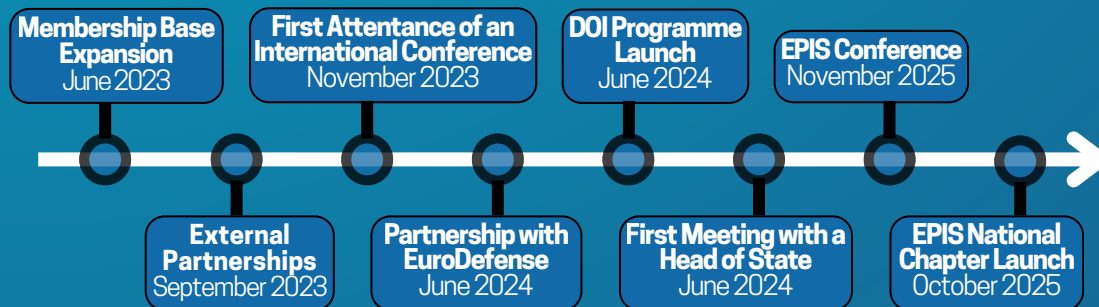 Membership Base
Expansion
June 2023
First Attentance of an
International Conference
November 2023
DOI Programme
Launch
June 2024
EPIS Conference
November 2025
External
Partnerships
September 2023
Partnership with
EuroDefense
June 2024
First Meeting with a
Head of State
June 2024
EPIS National
Chapter Launch
October 2025